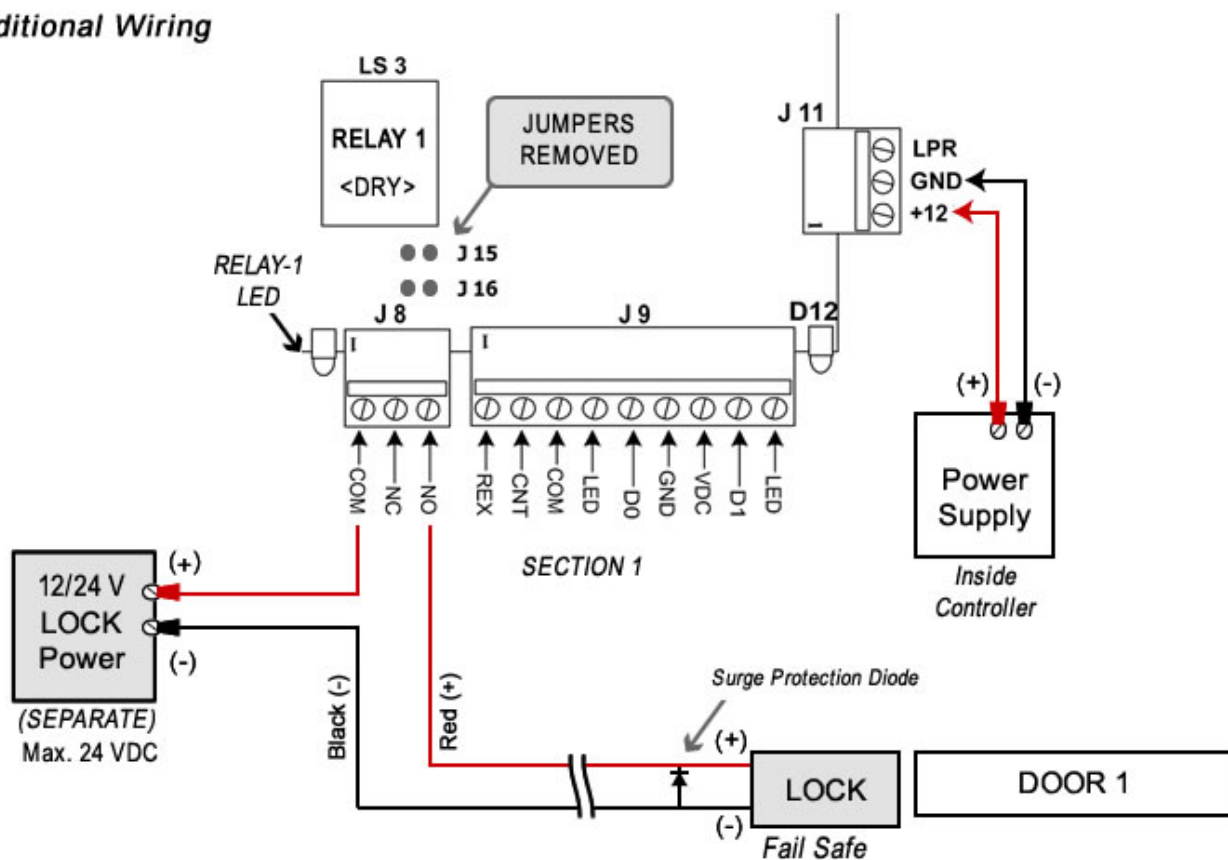 ditional Wiring
LS 3
RELAY 1
<DRY>
JUMPERS
REMOVED
J 15
J 16
RELAY-1
LED
J 8
1
J 9
1
D12
J 11
1
LPR
GND
+12
COM
NC
NO
REX
CNT
COM
LED
D0
GND
VDC
D1
LED
SECTION 1
(+)
(-)
Power
Supply
Inside
Controller
12/24 V
LOCK
Power
(+)
(-)
(SEPARATE)
Max. 24 VDC
Black (-)
Red (+)
Surge Protection Diode
(+)
(-)
LOCK
Fail Safe
DOOR 1